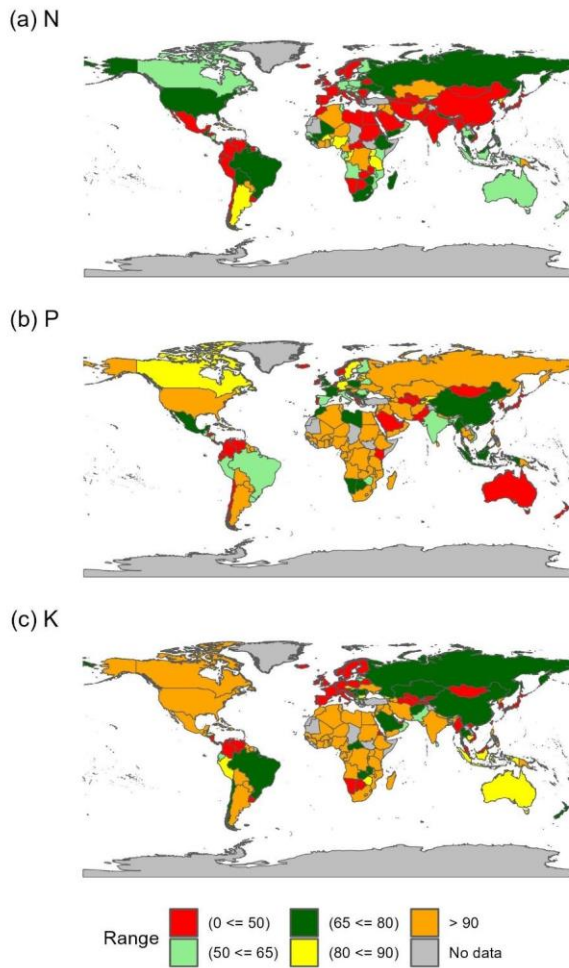 (a) N
(b) P
(c) K
Range
(0 <= 50)
(65 <= 80)
> 90
(50 <= 65)
(80 <= 90)
No data